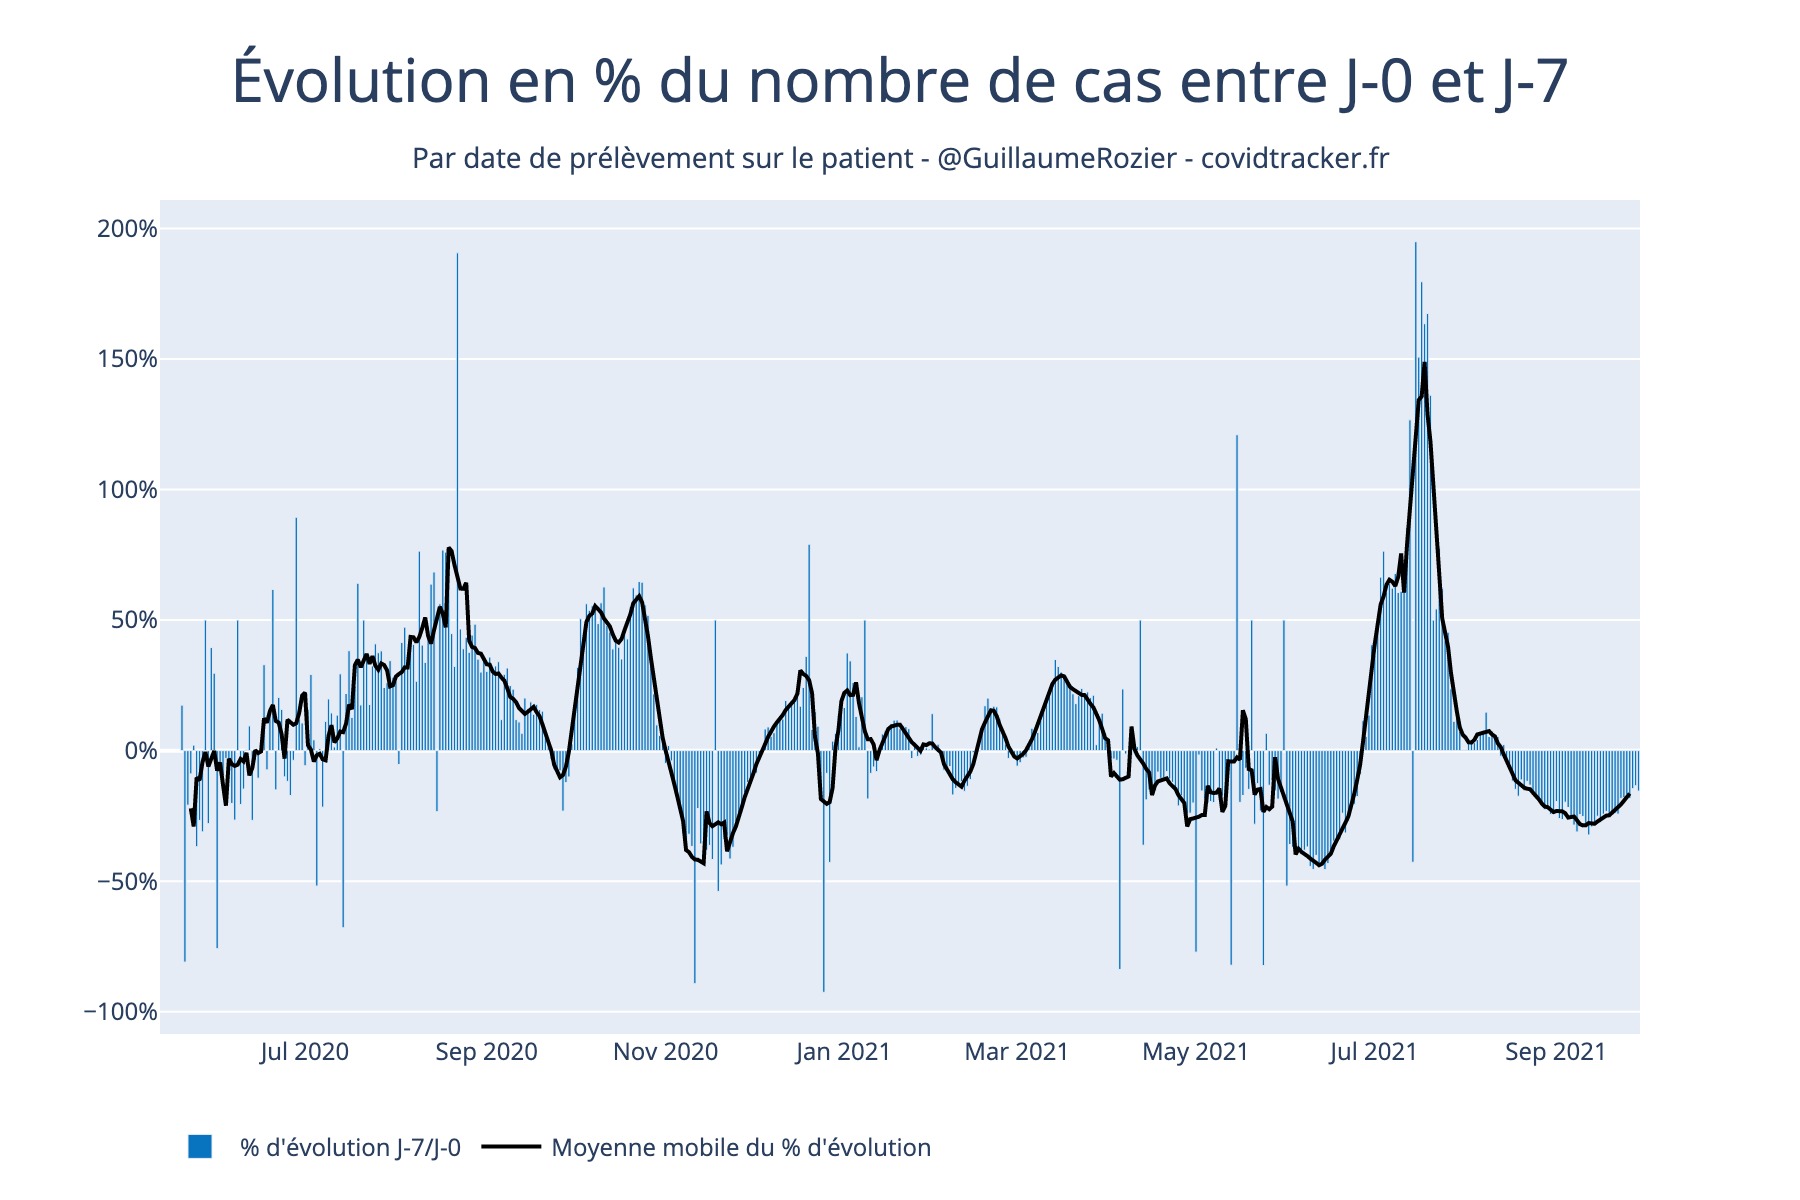 Évolution en % du nombre de cas entre J-0 et J-7
Par date de prélèvement sur le patient - @GuillaumeRozier - covidtracker.fr
200%
150%
100%
50%
0%
−50%
−100%
Jul 2020 Sep 2020 Nov 2020 Jan 2021 Mar 2021 May 2021 Jul 2021 Sep 2021
% d'évolution J-7/J-0 Moyenne mobile du % d'évolution